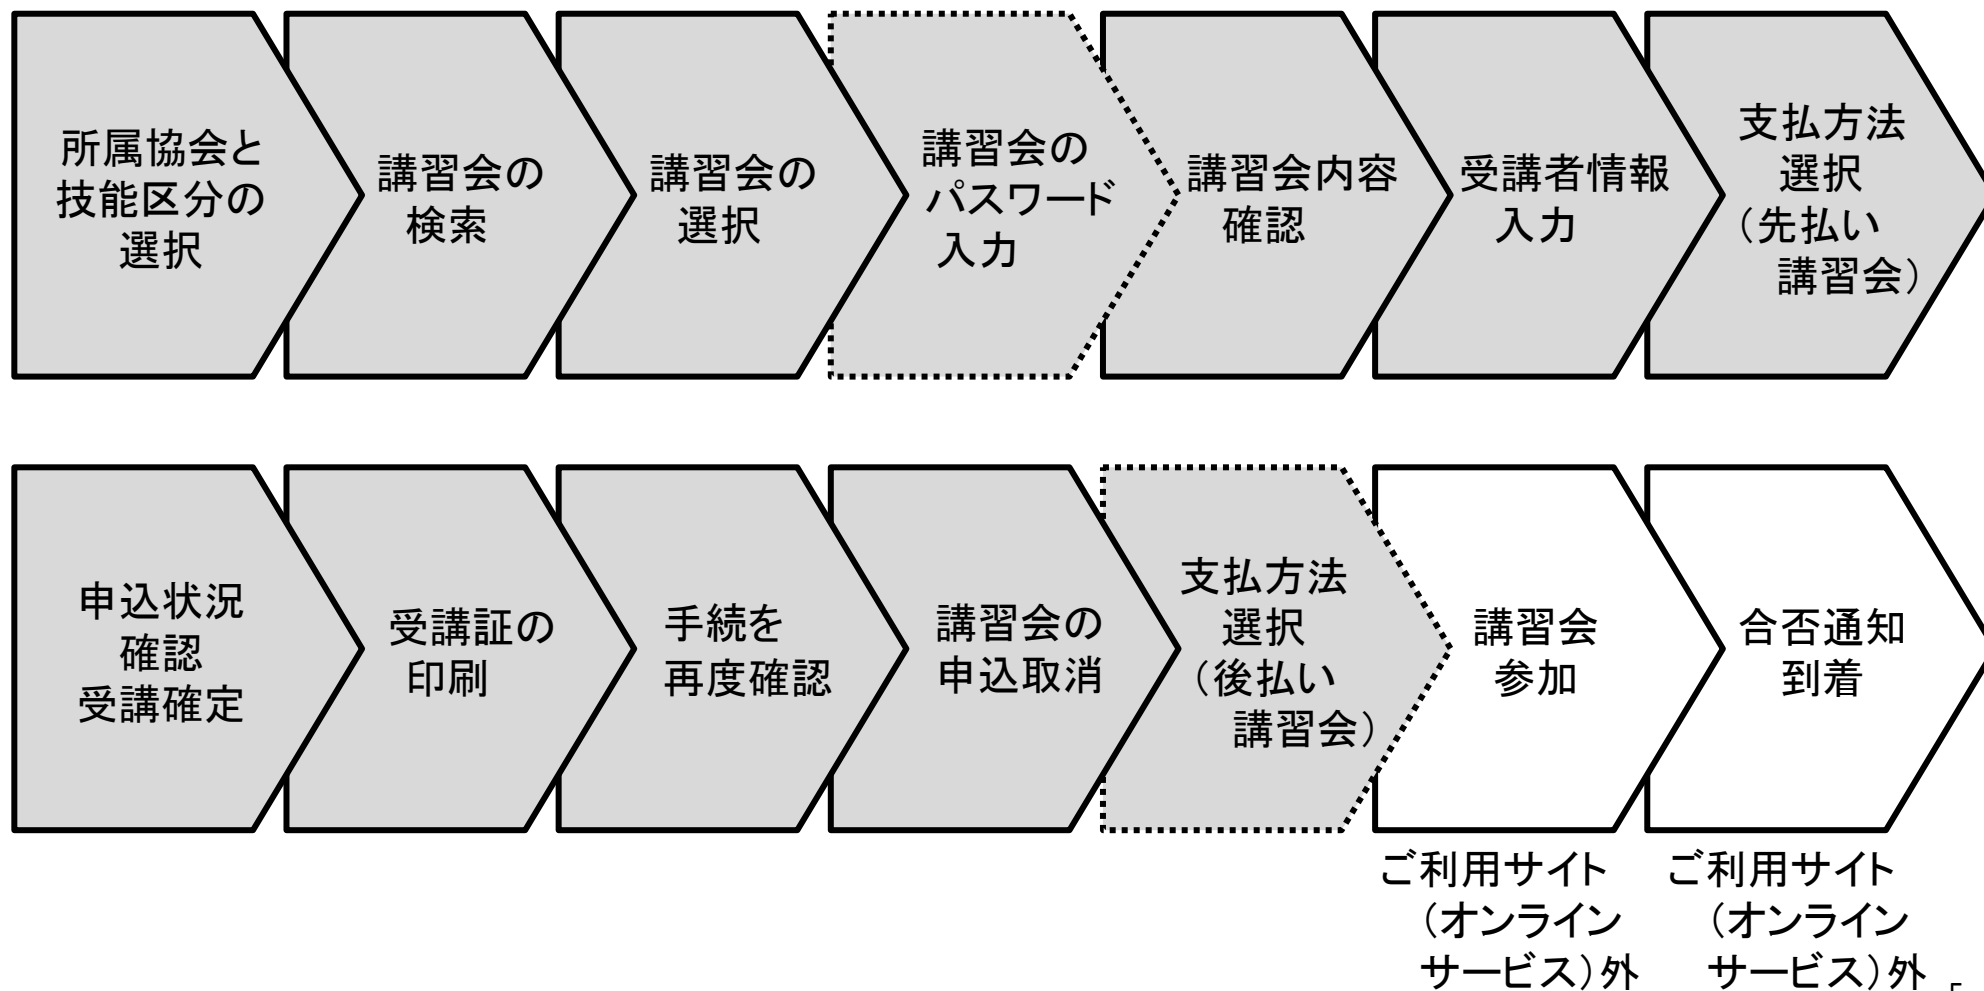 所属協会と
技能区分の
選択
講習会の
検索
講習会の
選択
講習会の
パスワード
入力
講習会内容
確認
受講者情報
入力
支払方法
選択
（先払い
講習会）
申込状況
確認
受講確定
受講証の
印刷
手続を
再度確認
講習会の
申込取消
支払方法
選択
（後払い
講習会）
講習会
参加
合否通知
到着
ご利用サイト
（オンライン
サービス）外
ご利用サイト
（オンライン
サービス）外